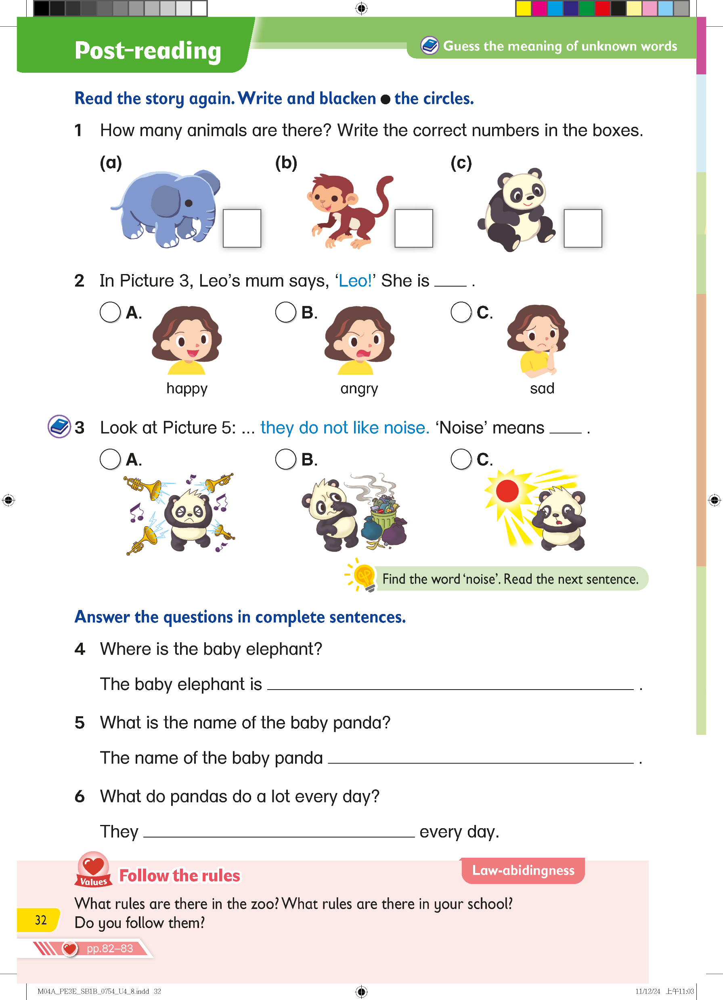 Post-reading
Guess the meaning of unknown words
Read the story again. Write and blacken ● the circles.
1 How many animals are there? Write the correct numbers in the boxes.
(a) (b) (c)
2 In Picture 3, Leo’s mum says, ‘Leo!’ She is ____ .
A. B. C.
happy angry sad
3 Look at Picture 5: ... they do not like noise. ‘Noise’ means ____ .
A. B. C.
Find the word ‘noise’. Read the next sentence.
Answer the questions in complete sentences.
4 Where is the baby elephant?
The baby elephant is ____ .
5 What is the name of the baby panda?
The name of the baby panda ____ .
6 What do pandas do a lot every day?
They ____ every day.
Values
Follow the rules
Law-abidingness
What rules are there in the zoo? What rules are there in your school?
Do you follow them?
32
pp.82–83
M04A_PE3E_SB1B_0754_U4_8.indd 32
11/12/24 上午11:03